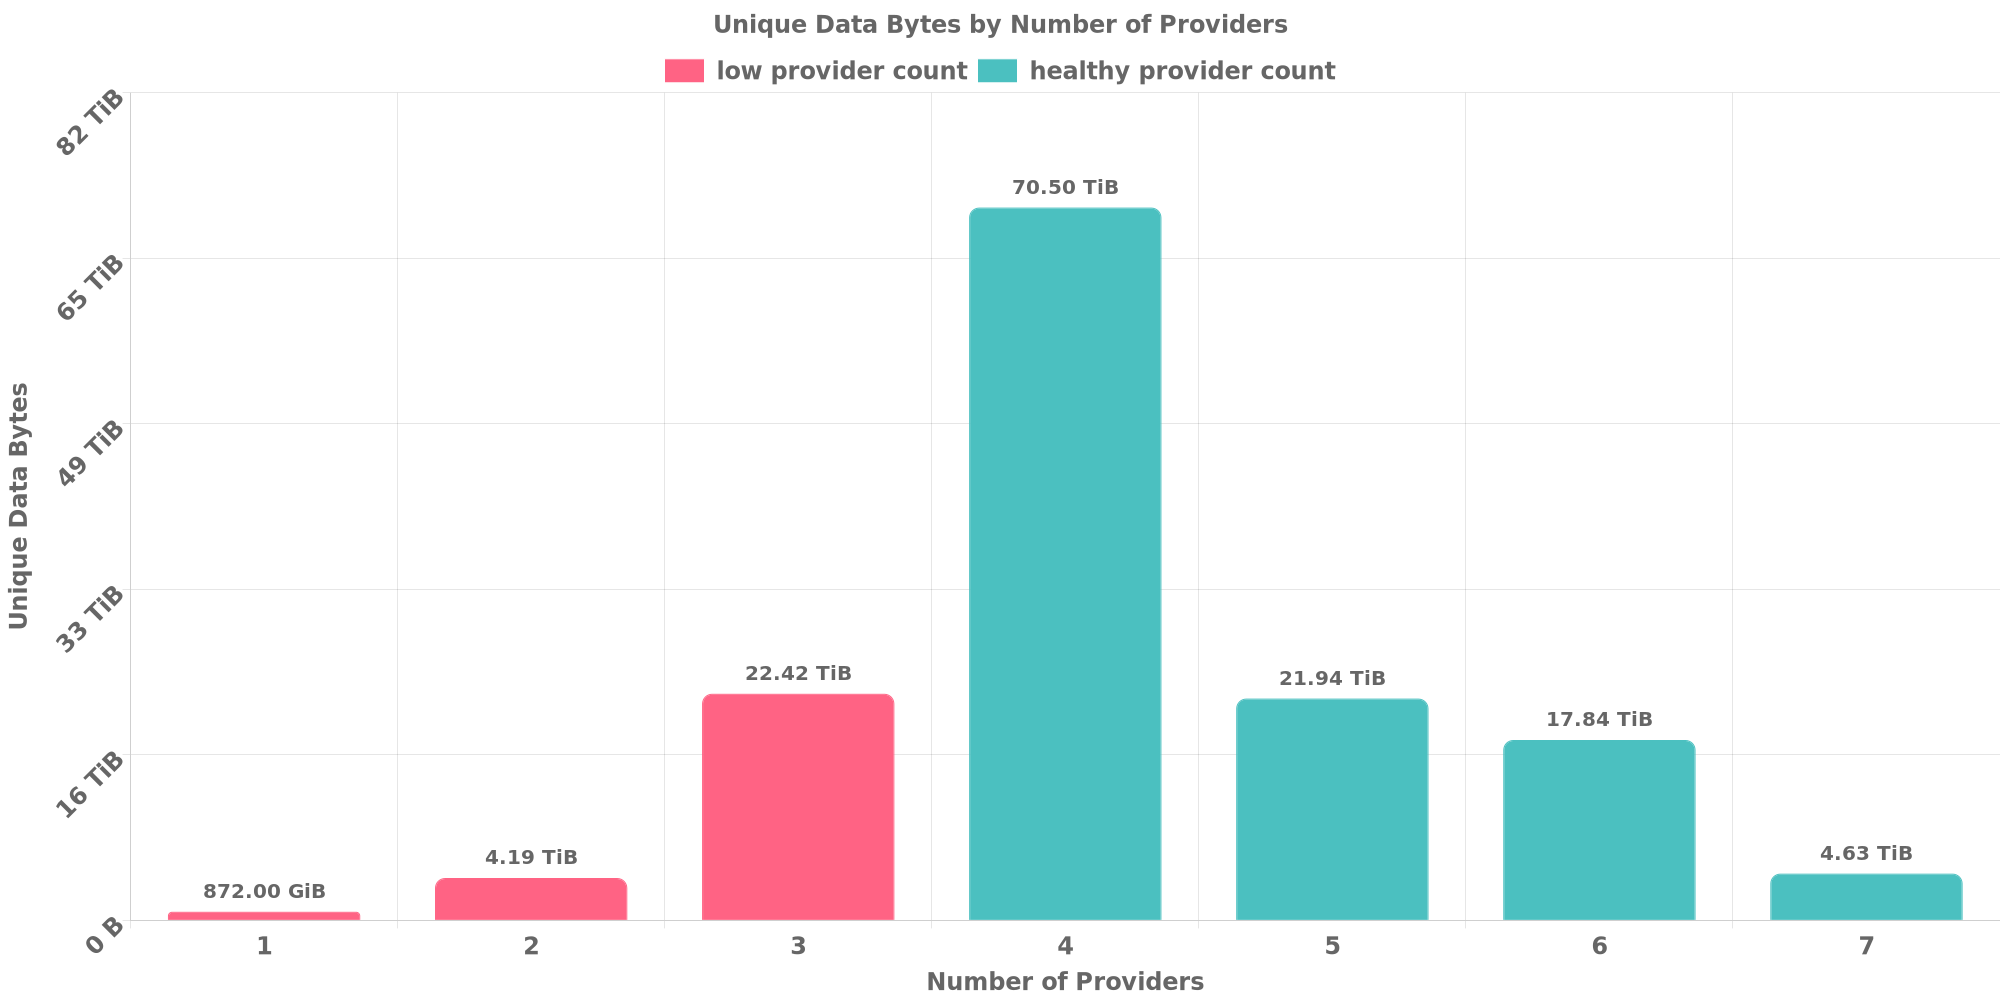 Unique Data Bytes by Number of Providers
low provider count healthy provider count
Unique Data Bytes
82 TiB
65 TiB
49 TiB
33 TiB
16 TiB
0 B
872.00 GiB
4.19 TiB
22.42 TiB
70.50 TiB
21.94 TiB
17.84 TiB
4.63 TiB
1 2 3 4 5 6 7
Number of Providers